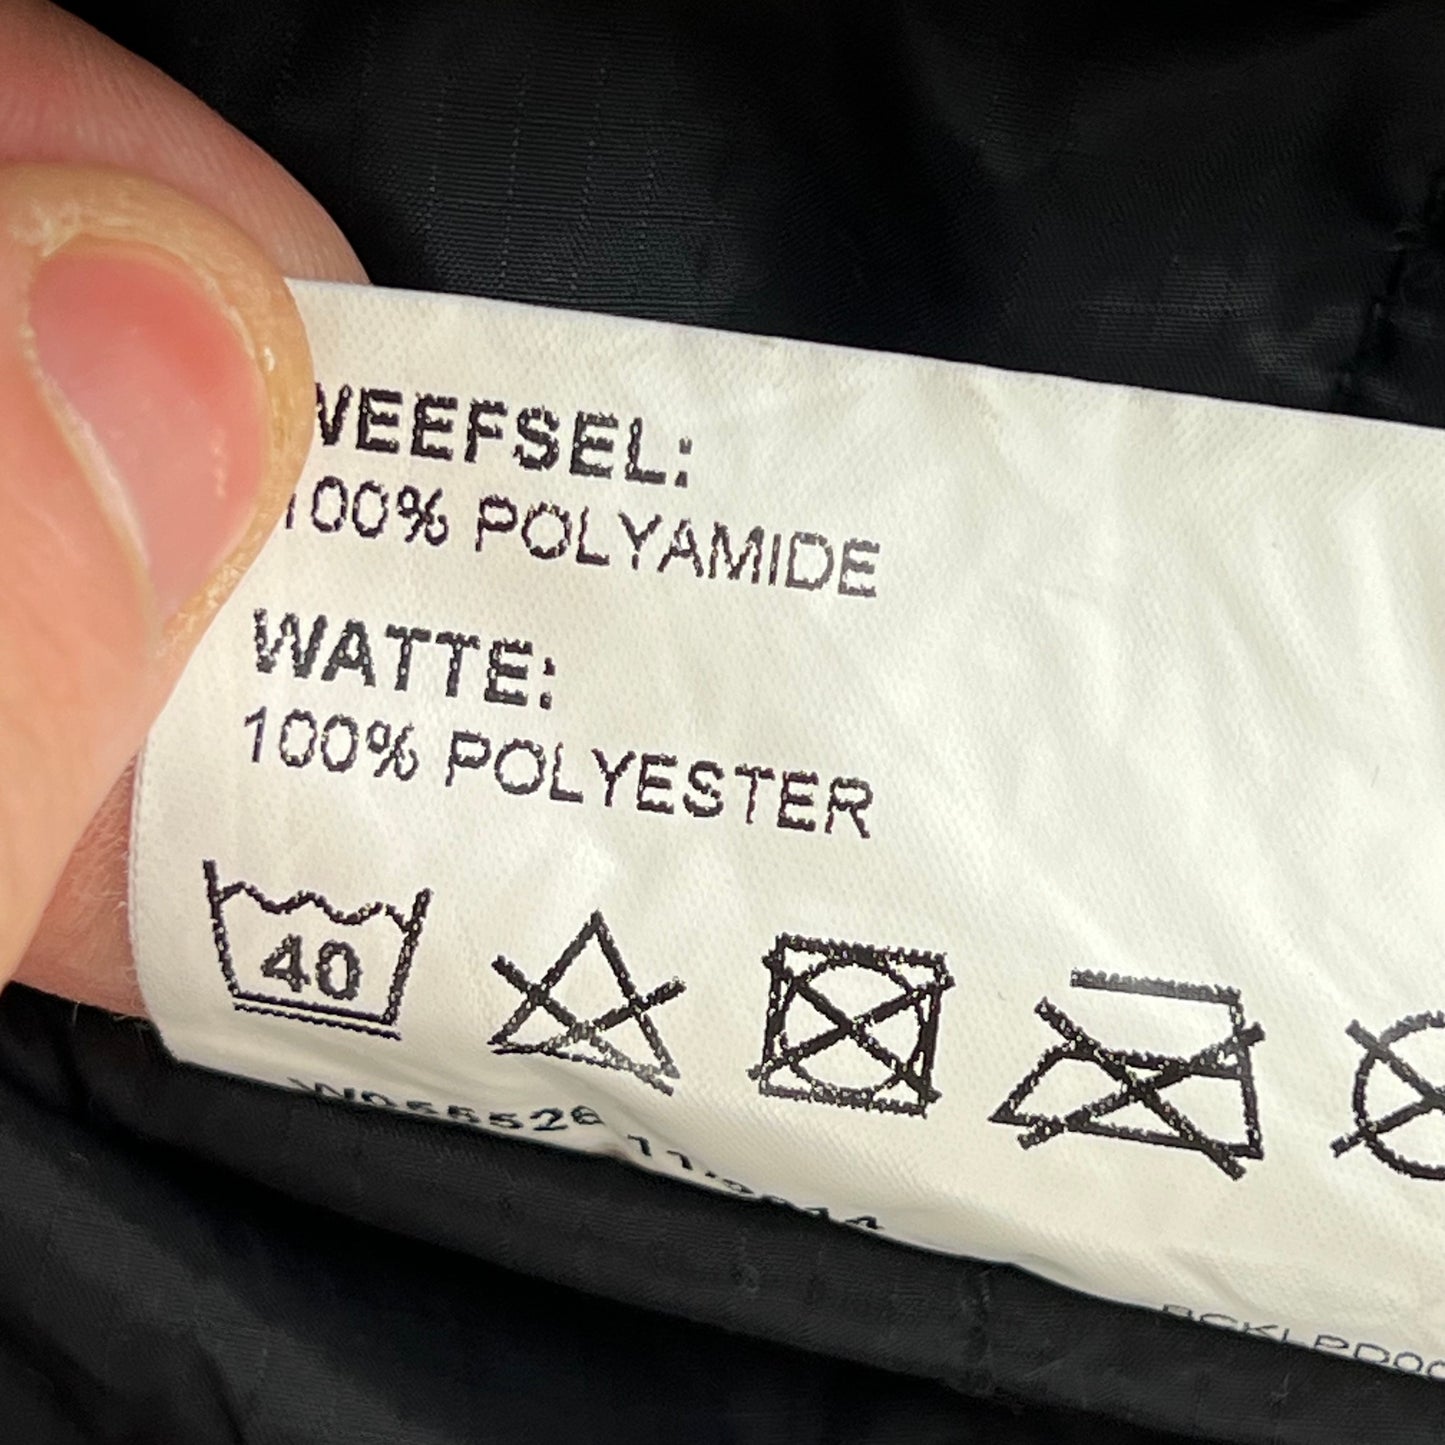 WEEFSEL:
100% POLYAMIDE
WATTE:
100% POLYESTER
40